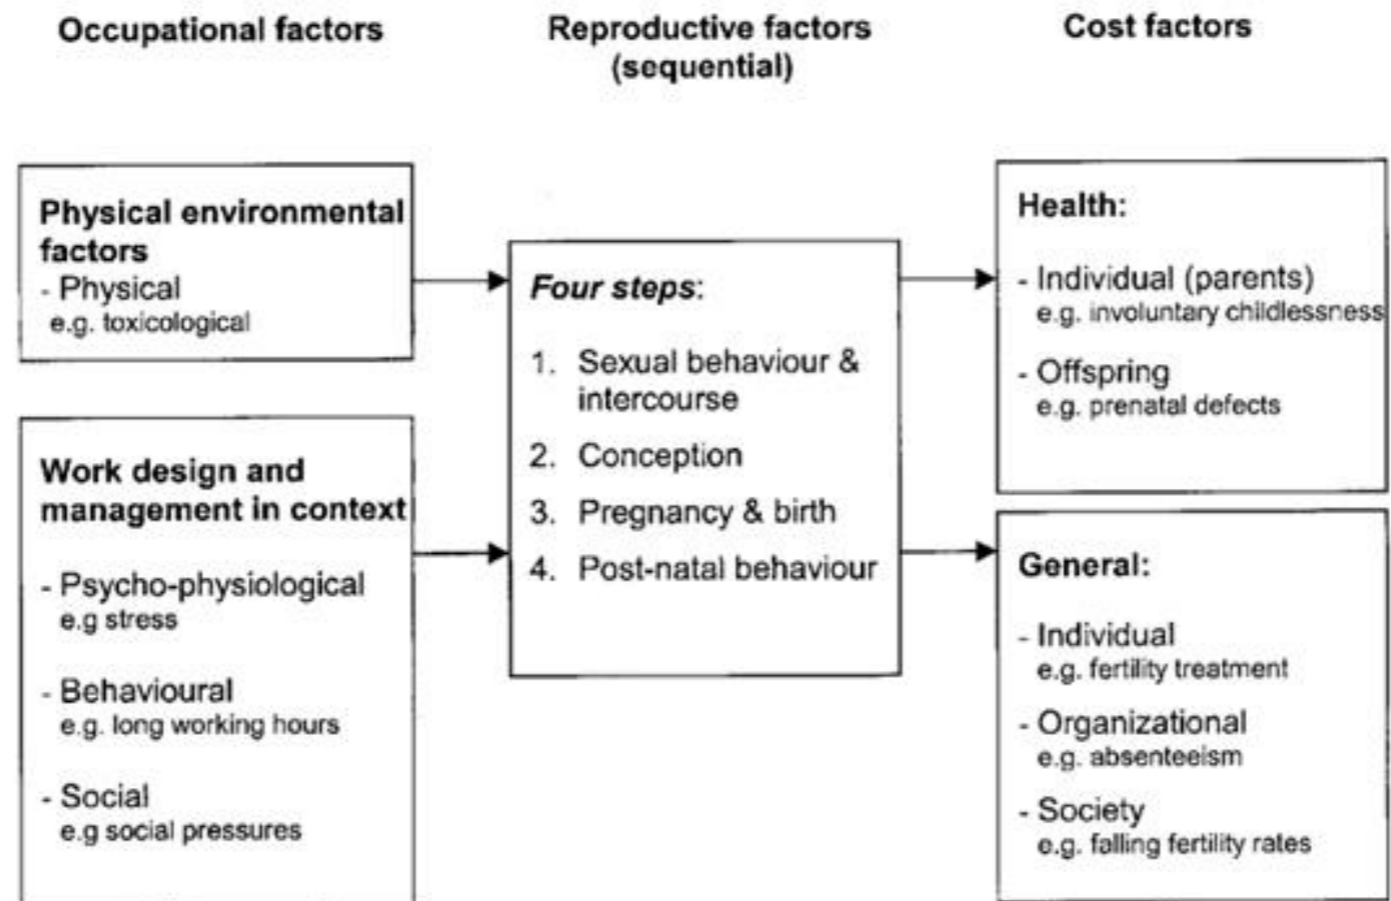 Occupational factors
Reproductive factors
(sequential)
Cost factors
Physical environmental
factors
- Physical
e.g. toxicological
Work design and
management in context
- Psycho-physiological
e.g stress
- Behavioural
e.g. long working hours
- Social
e.g social pressures
Four steps:
1. Sexual behaviour &
intercourse
2. Conception
3. Pregnancy & birth
4. Post-natal behaviour
Health:
- Individual (parents)
e.g. involuntary childlessness
- Offspring
e.g. prenatal defects
General:
- Individual
e.g. fertility treatment
- Organizational
e.g. absenteeism
- Society
e.g. falling fertility rates